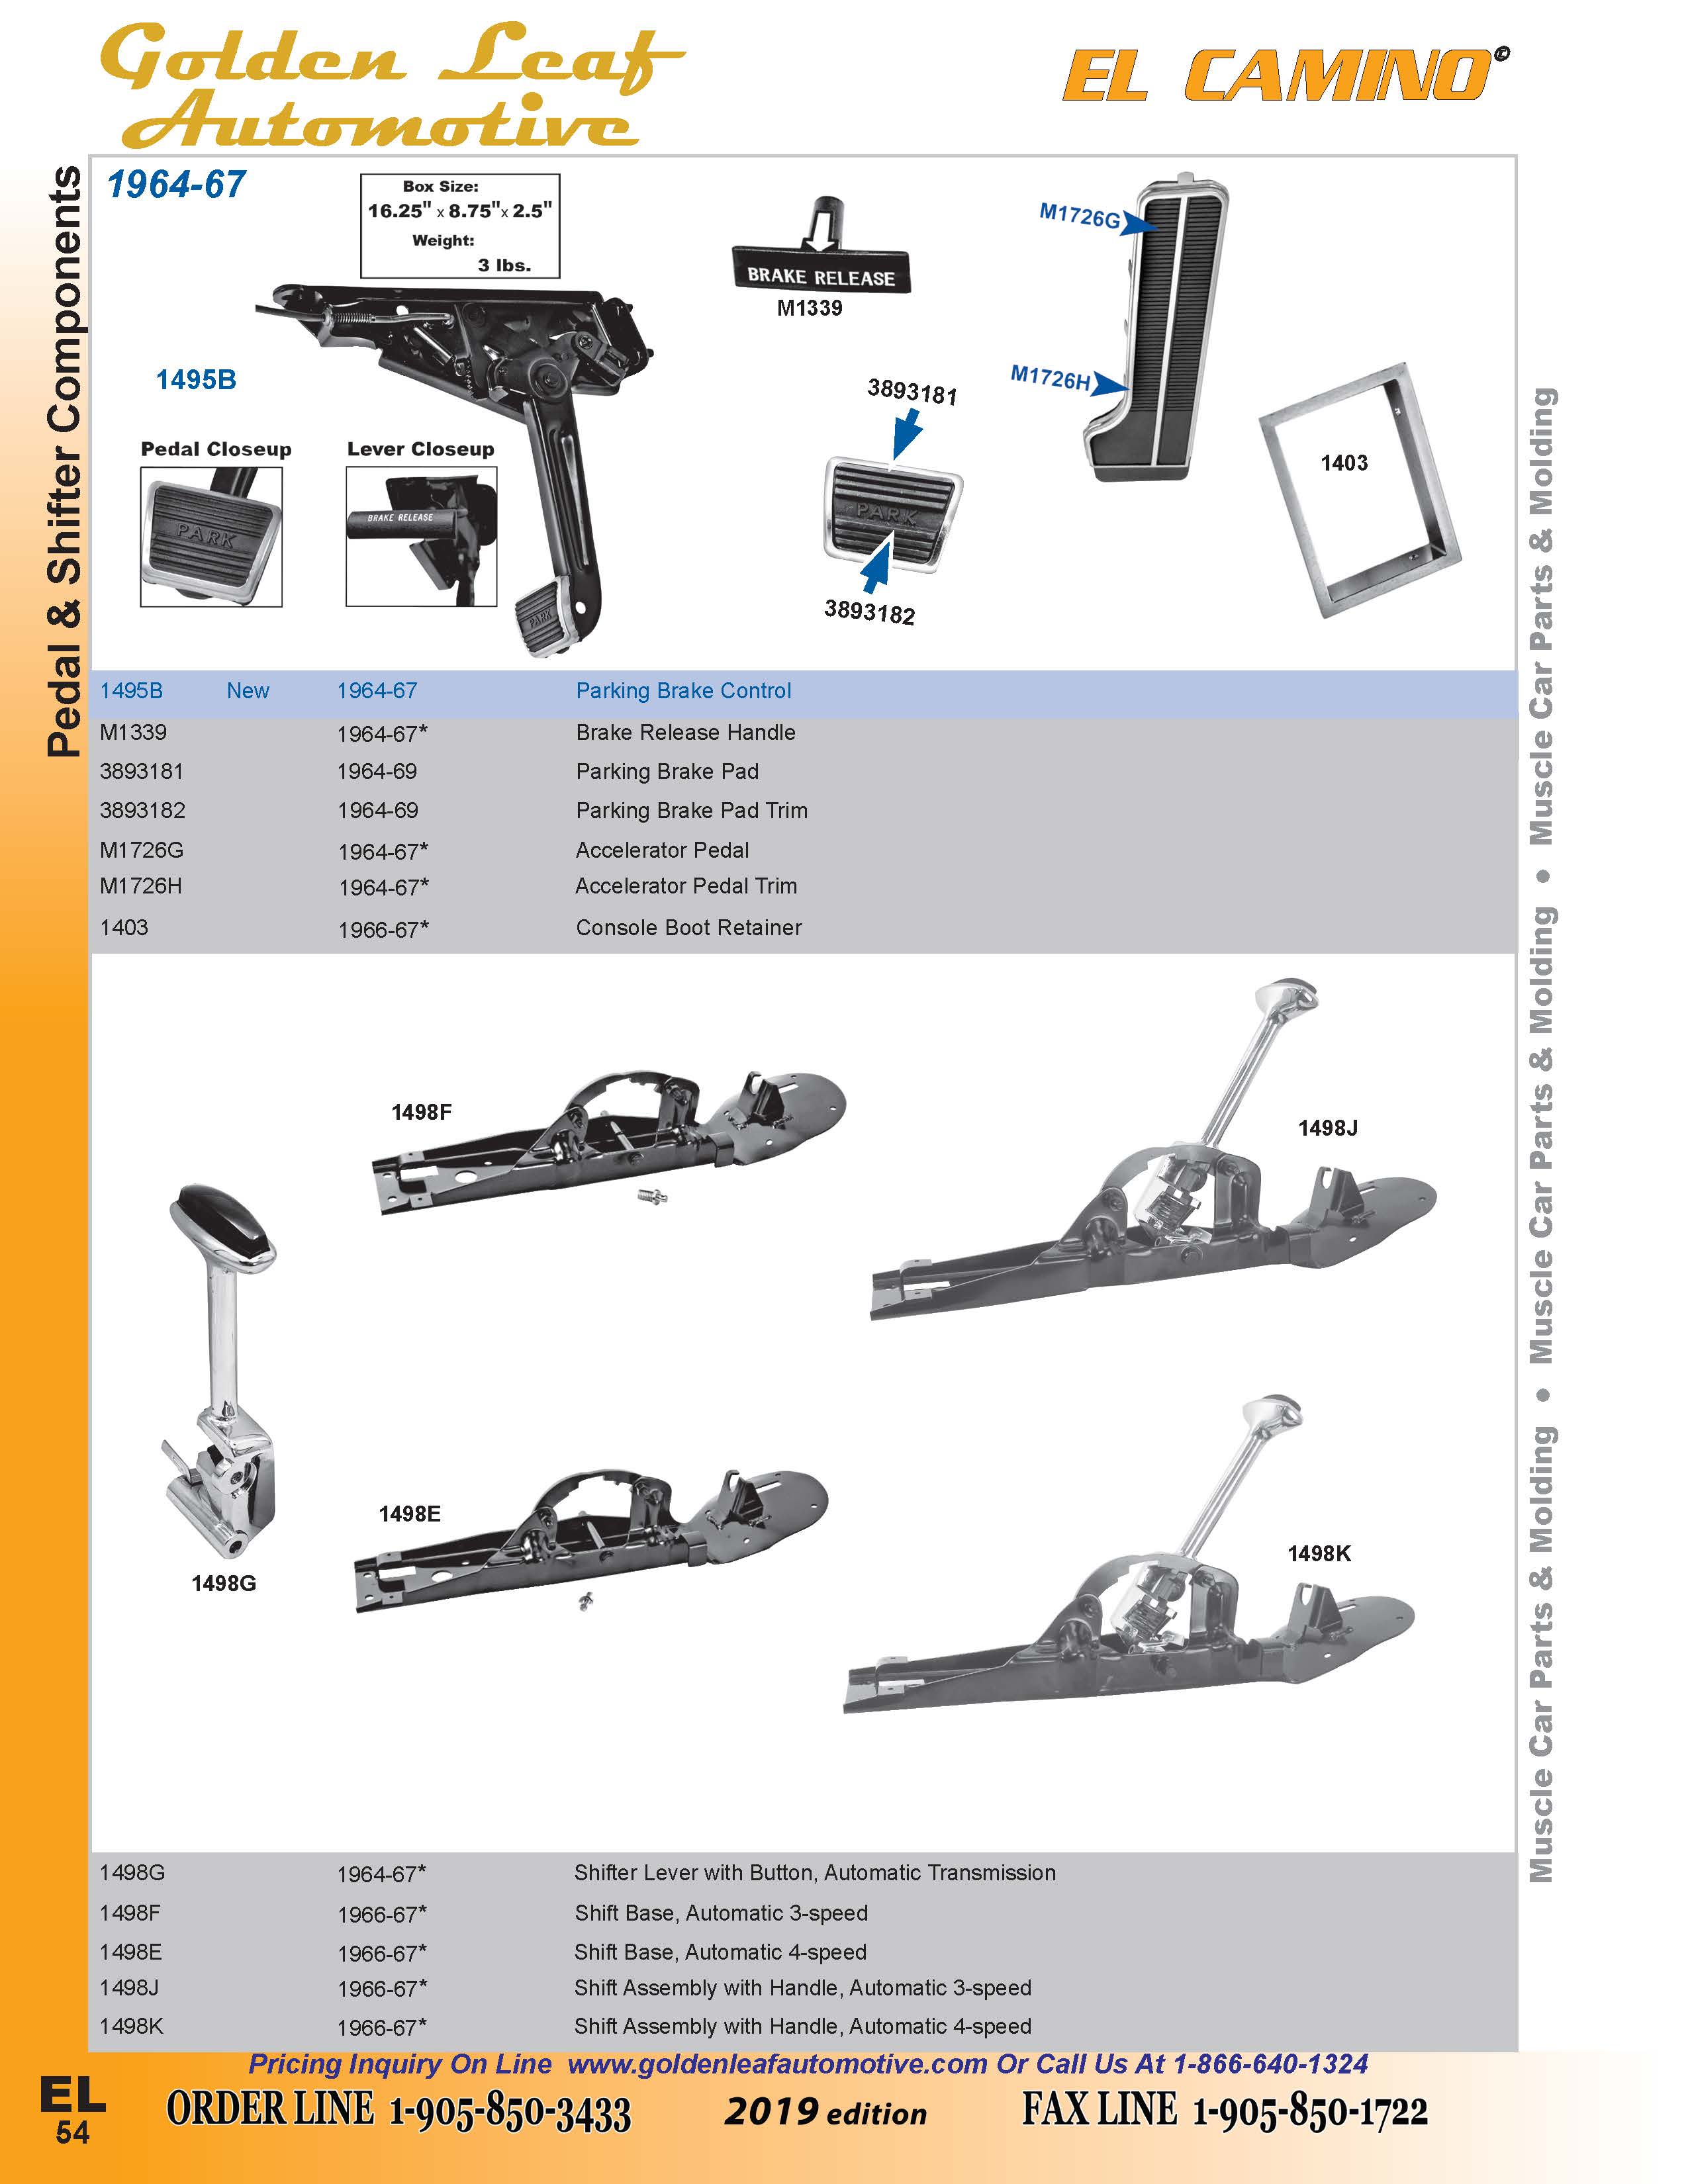 Golden Leaf
Automotive
EL CAMINO©
Pedal & Shifter Components
1964-67
Box Size:
16.25" x 8.75"x 2.5"
Weight:
3 lbs.
BRAKE RELEASE
M1339
M1726G
M1726H
1495B
3893181
1403
Pedal Closeup
Lever Closeup
PARK
BRAKE RELEASE
PARK
PARK
3893182
1495B New 1964-67 Parking Brake Control
M1339 1964-67* Brake Release Handle
3893181 1964-69 Parking Brake Pad
3893182 1964-69 Parking Brake Pad Trim
M1726G 1964-67* Accelerator Pedal
M1726H 1964-67* Accelerator Pedal Trim
1403 1966-67* Console Boot Retainer
1498F
1498J
1498E
1498G
1498K
1498G 1964-67* Shifter Lever with Button, Automatic Transmission
1498F 1966-67* Shift Base, Automatic 3-speed
1498E 1966-67* Shift Base, Automatic 4-speed
1498J 1966-67* Shift Assembly with Handle, Automatic 3-speed
1498K 1966-67* Shift Assembly with Handle, Automatic 4-speed
Muscle Car Parts & Molding • Muscle Car Parts & Molding • Muscle Car Parts & Molding
Pricing Inquiry On Line www.goldenleafautomotive.com Or Call Us At 1-866-640-1324
EL
54
ORDER LINE 1-905-850-3433
2019 edition
FAX LINE 1-905-850-1722